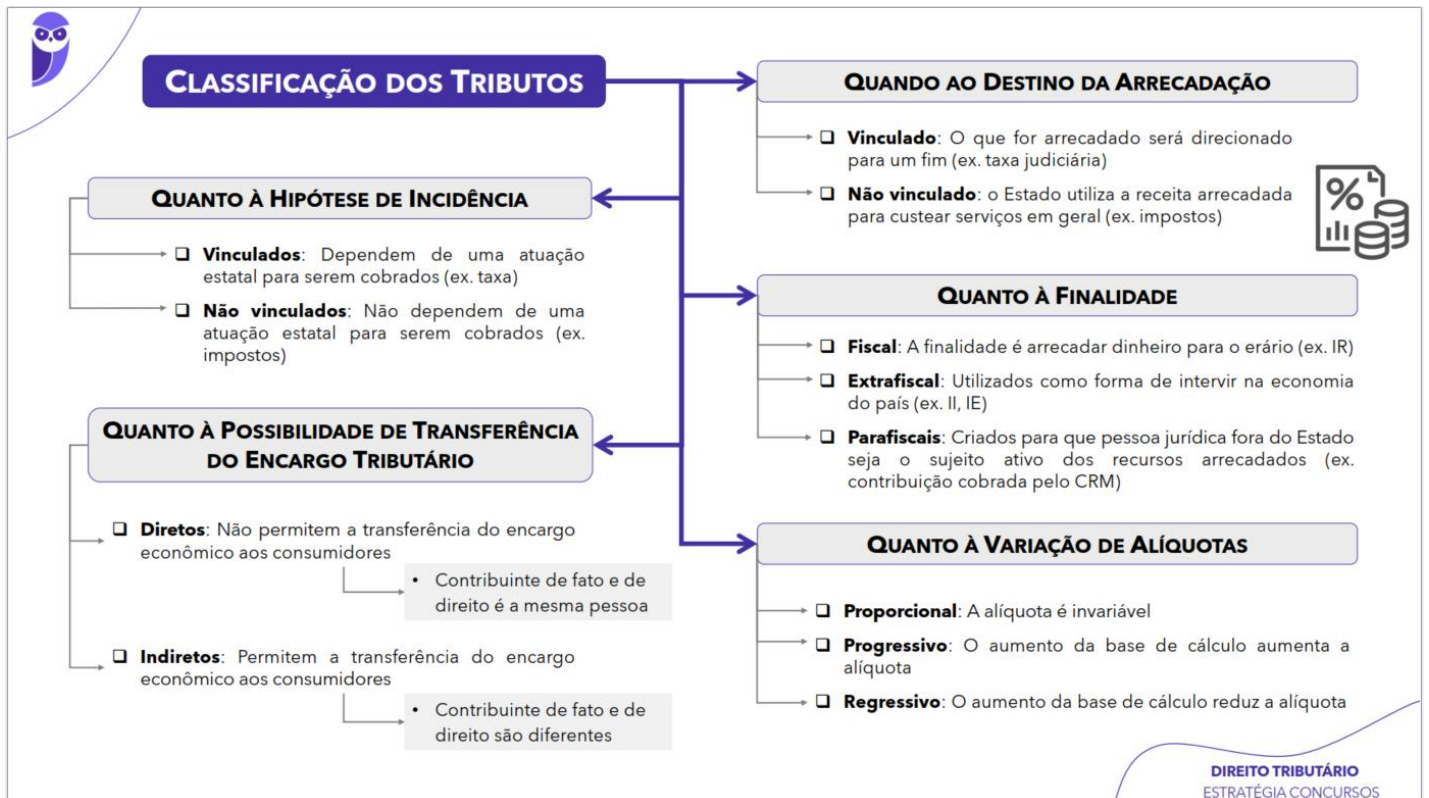 CLASSIFICAÇÃO DOS TRIBUTOS
QUANTO À HIPÓTESE DE INCIDÊNCIA
❑ Vinculados: Dependem de uma atuação
estatal para serem cobrados (ex. taxa)
❑ Não vinculados: Não dependem de uma
atuação estatal para serem cobrados (ex.
impostos)
QUANTO À POSSIBILIDADE DE TRANSFERÊNCIA
DO ENCARGO TRIBUTÁRIO
❑ Diretos: Não permitem a transferência do encargo
econômico aos consumidores
• Contribuinte de fato e de
direito é a mesma pessoa
❑ Indiretos: Permitem a transferência do encargo
econômico aos consumidores
• Contribuinte de fato e de
direito são diferentes
QUANDO AO DESTINO DA ARRECADAÇÃO
❑ Vinculado: O que for arrecadado será direcionado
para um fim (ex. taxa judiciária)
❑ Não vinculado: o Estado utiliza a receita arrecadada
para custear serviços em geral (ex. impostos)
%
QUANTO À FINALIDADE
❑ Fiscal: A finalidade é arrecadar dinheiro para o erário (ex. IR)
❑ Extrafiscal: Utilizados como forma de intervir na economia
do país (ex. II, IE)
❑ Parafiscais: Criados para que pessoa jurídica fora do Estado
seja o sujeito ativo dos recursos arrecadados (ex.
contribuição cobrada pelo CRM)
QUANTO À VARIAÇÃO DE ALÍQUOTAS
❑ Proporcional: A alíquota é invariável
❑ Progressivo: O aumento da base de cálculo aumenta a
alíquota
❑ Regressivo: O aumento da base de cálculo reduz a alíquota
DIREITO TRIBUTÁRIO
ESTRATÉGIA CONCURSOS